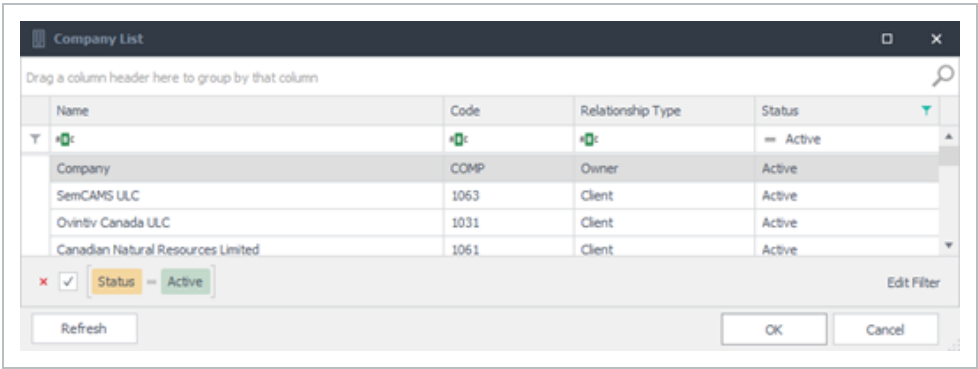 Company List
Drag a column header here to group by that column
Name Code Relationship Type Status
= Active
Company COMP Owner Active
SemCAMS ULC 1063 Client Active
Ovintiv Canada ULC 1031 Client Active
Canadian Natural Resources Limited 1061 Client Active
Status = Active Edit Filter
Refresh OK Cancel